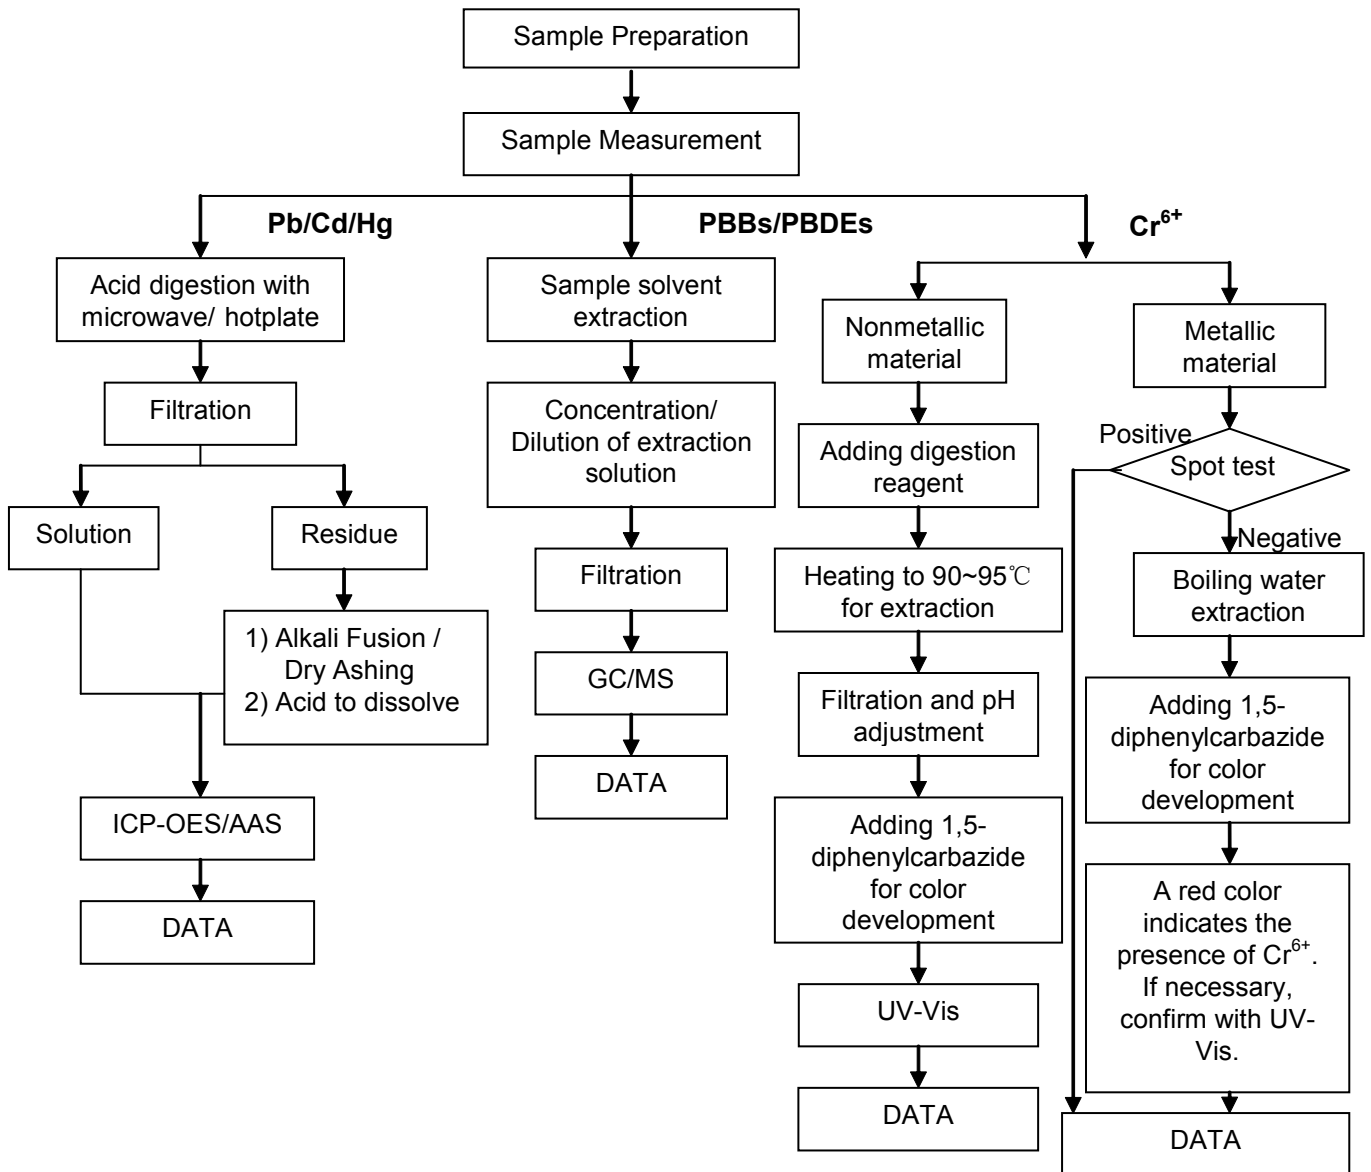 Sample Preparation
Sample Measurement
Pb/Cd/Hg
PBBs/PBDEs
Cr⁶⁺
Acid digestion with
microwave/ hotplate
Filtration
Solution
Residue
1) Alkali Fusion /
Dry Ashing
2) Acid to dissolve
ICP-OES/AAS
DATA
Sample solvent
extraction
Concentration/
Dilution of extraction
solution
Filtration
GC/MS
DATA
Nonmetallic
material
Adding digestion
reagent
Heating to 90~95℃
for extraction
Filtration and pH
adjustment
Adding 1,5-
diphenylcarbazide
for color
development
UV-Vis
DATA
Metallic
material
Positive
Spot test
Negative
Boiling water
extraction
Adding 1,5-
diphenylcarbazide
for color
development
A red color
indicates the
presence of Cr⁶⁺.
If necessary,
confirm with UV-
Vis.
DATA